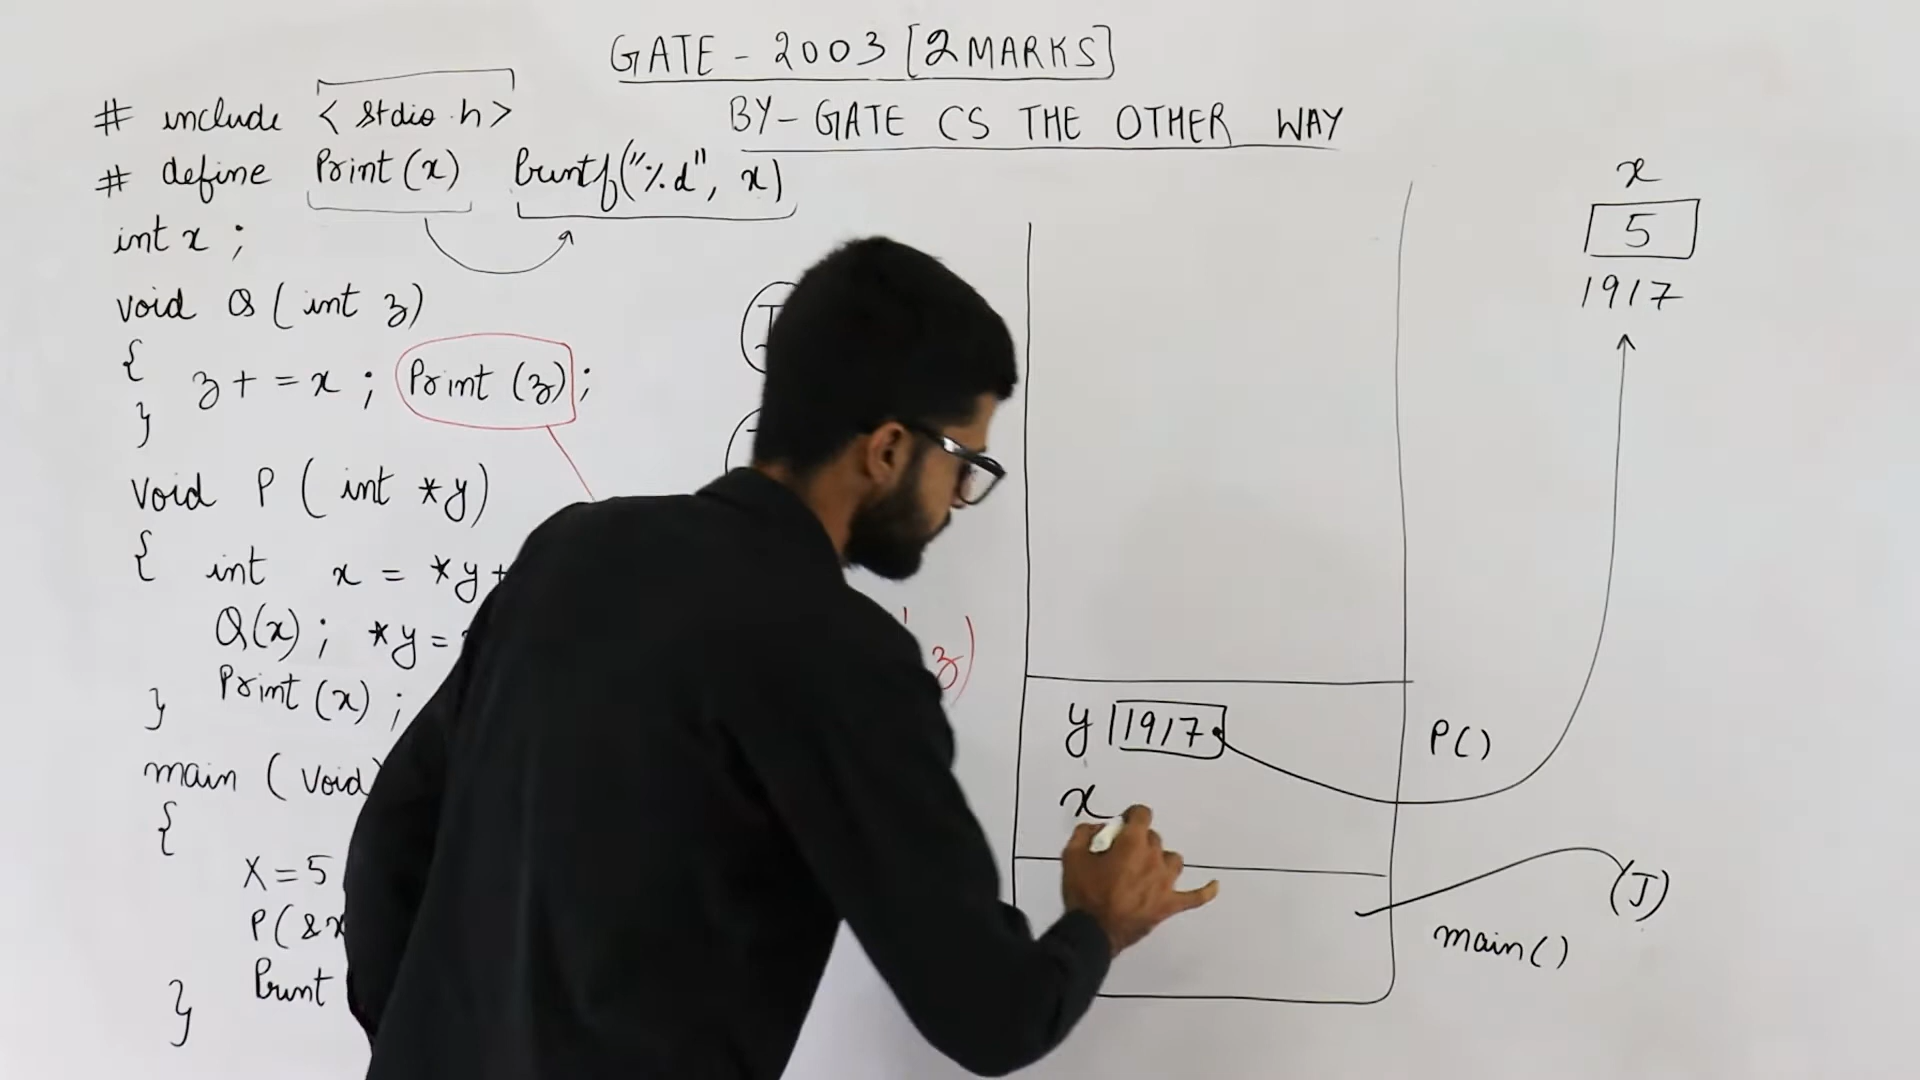 GATE - 2003 [2 MARKS]
BY - GATE CS THE OTHER WAY
# include <stdio.h>
# define Print (x) Printf("%d", x)
int x ;
void Q ( int z)
{
z + = x ; Print (z) ;
}
void P ( int *y)
{ int x = *y +
Q(x) ; *y =
Print (x) ;
}
main ( void)
{
X = 5
P(&x
Print
}
z)
x
5
1917
y 1917
P()
x
(J)
main()